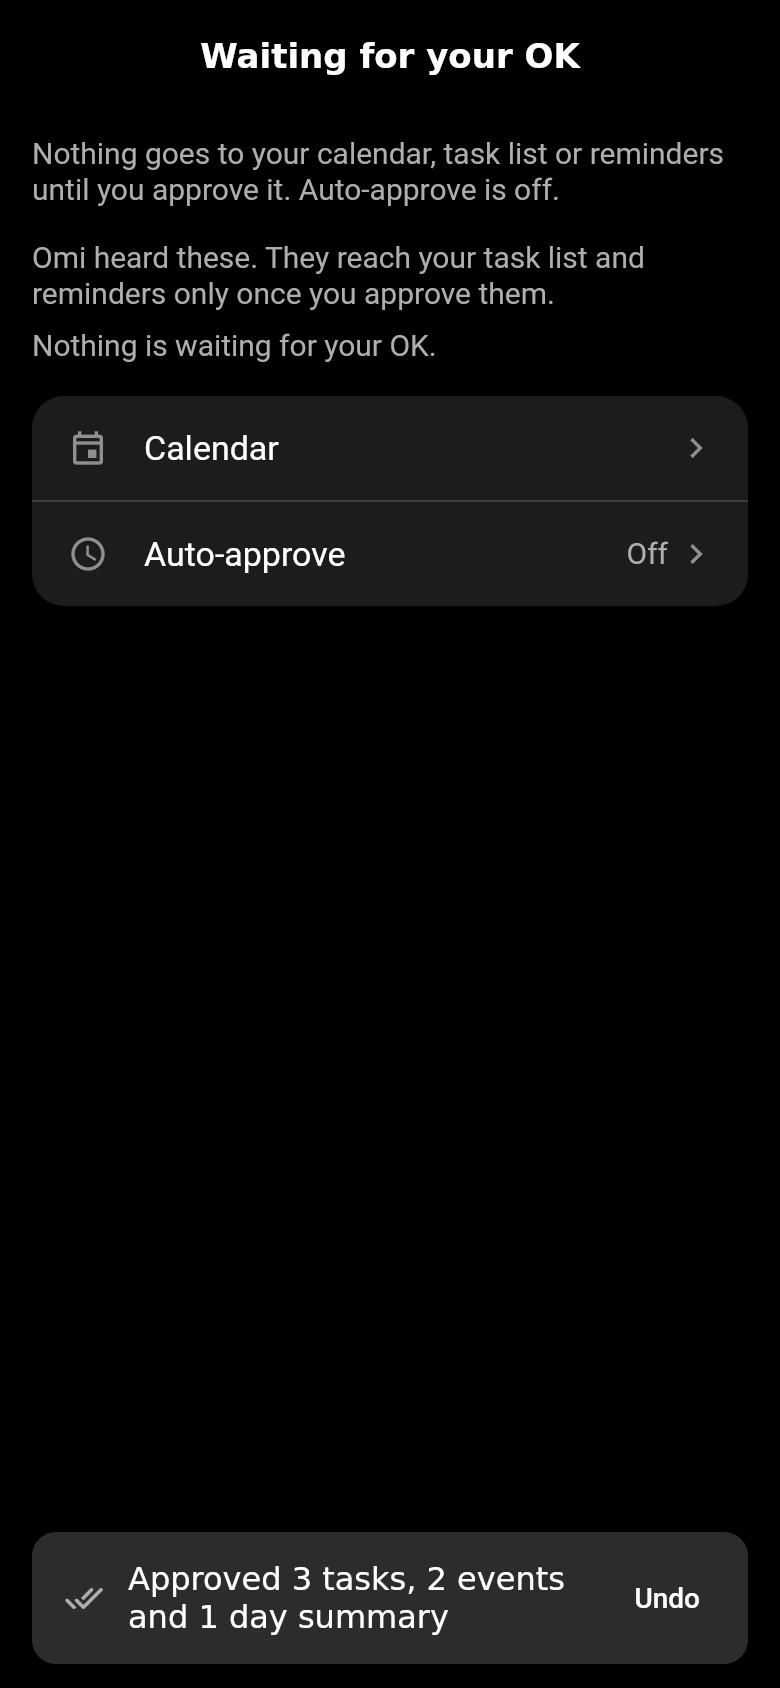 Waiting for your OK
Nothing goes to your calendar, task list or reminders
until you approve it. Auto-approve is off.
Omi heard these. They reach your task list and
reminders only once you approve them.
Nothing is waiting for your OK.
Calendar
Auto-approve Off
Approved 3 tasks, 2 events
and 1 day summary
Undo